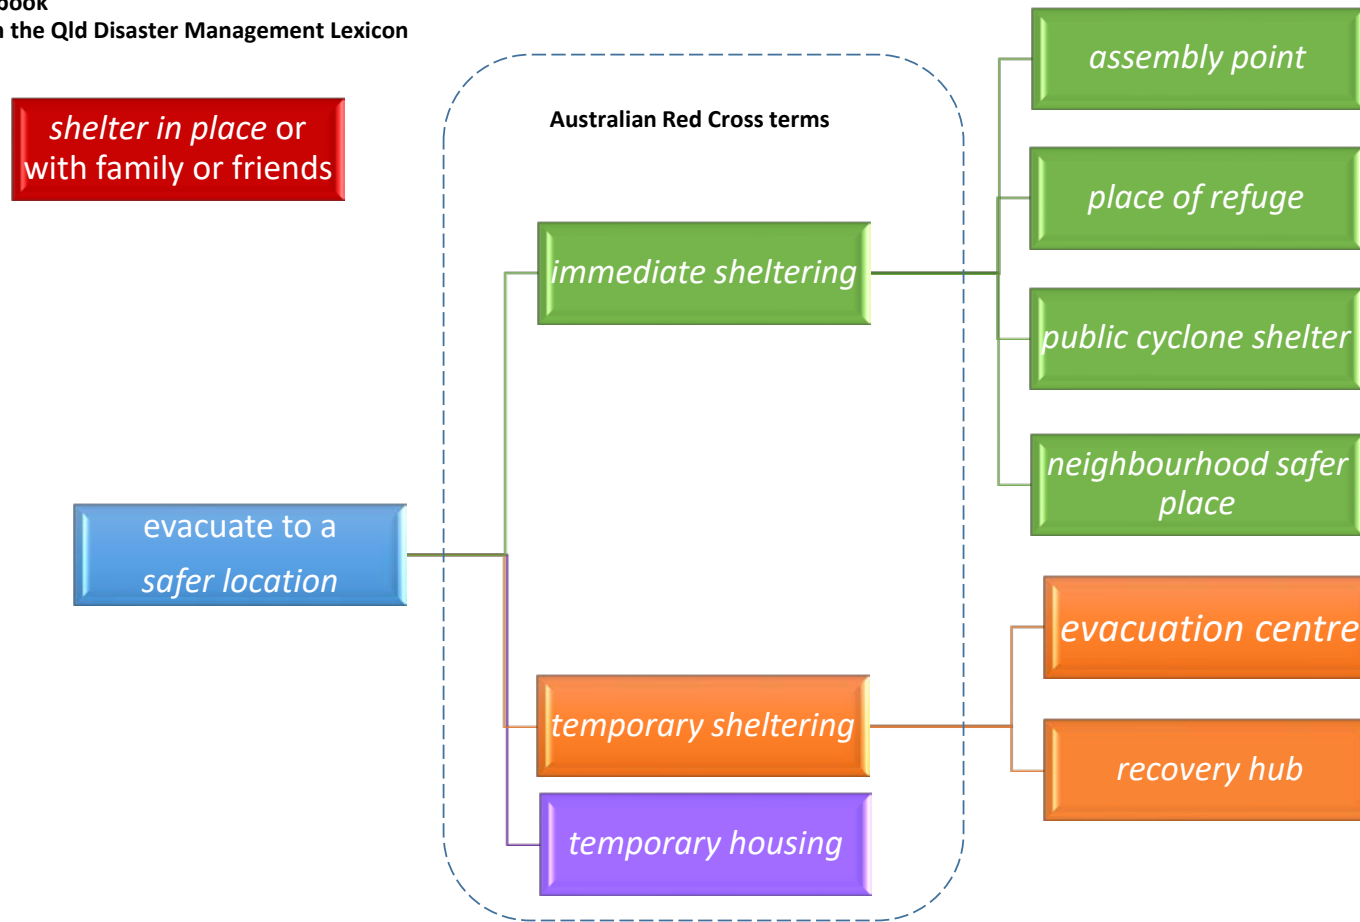 the Qld Disaster Management Lexicon
shelter in place or
with family or friends
Australian Red Cross terms
assembly point
place of refuge
immediate sheltering
public cyclone shelter
neighbourhood safer
place
evacuate to a
safer location
evacuation centre
temporary sheltering
recovery hub
temporary housing